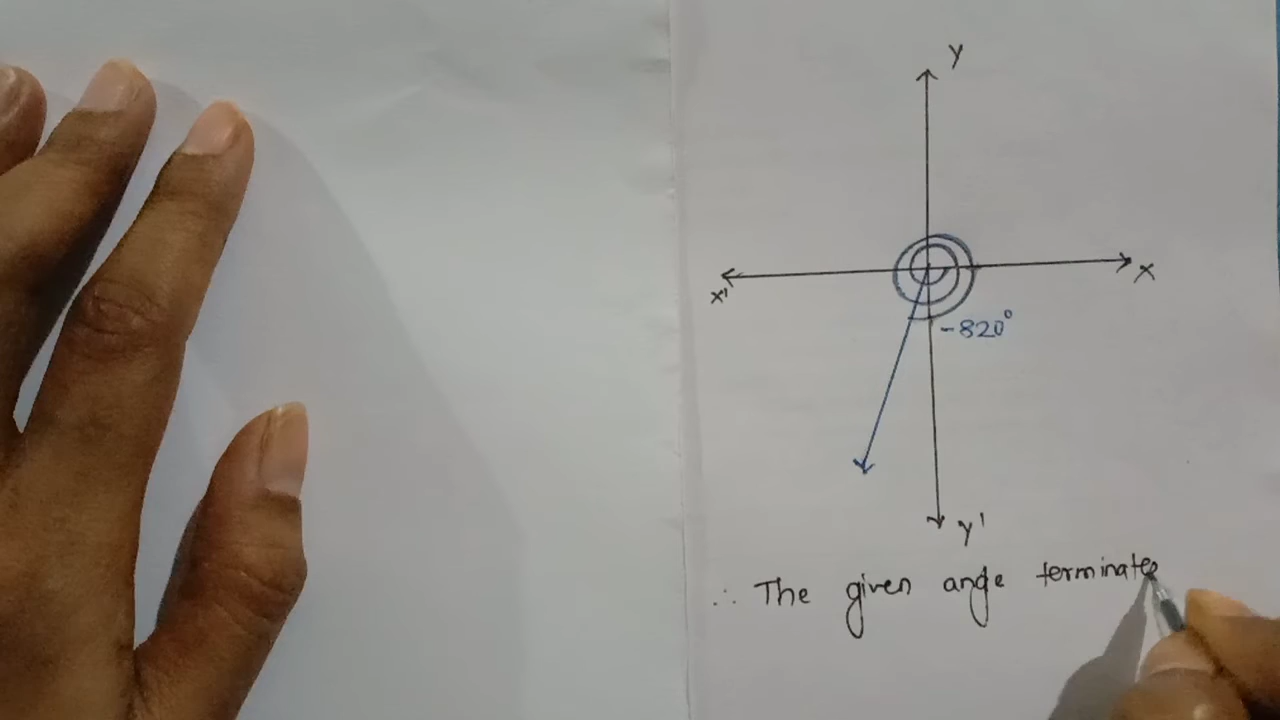 Y
X' X
-820°
Y'
∴ The given angle terminates